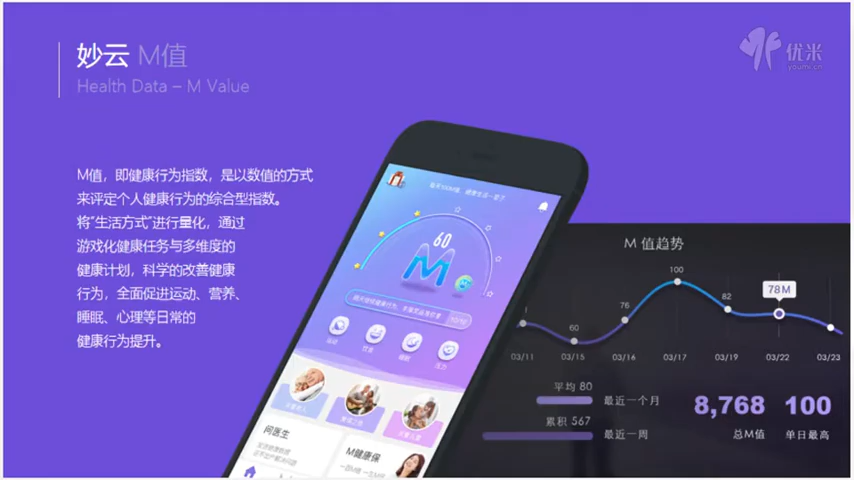 妙云 M值
Health Data – M Value
优米
youmi.cn
M值，即健康行为指数，是以数值的方式
来评定个人健康行为的综合型指数。
将“生活方式”进行量化，通过
游戏化健康任务与多维度的
健康计划，科学的改善健康
行为，全面促进运动、营养、
睡眠、心理等日常的
健康行为提升。
60
M
问医生
M健康保
M 值趋势
100
78M
82
76
60
03/11
03/15
03/16
03/17
03/19
03/22
03/23
平均 80
最近一个月
累积 567
最近一周
8,768
100
总M值
单日最高